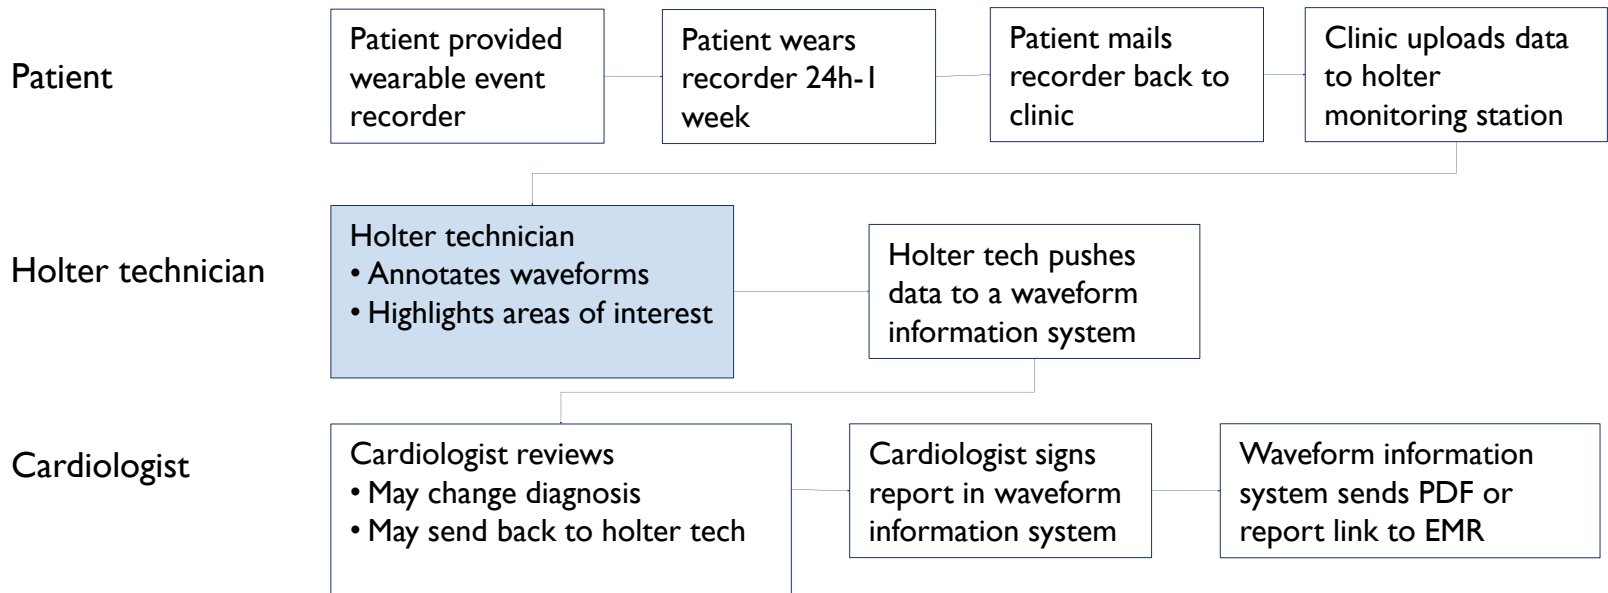 Patient
Patient provided
wearable event
recorder
Patient wears
recorder 24h-1
week
Patient mails
recorder back to
clinic
Clinic uploads data
to holter
monitoring station
Holter technician
Holter technician
• Annotates waveforms
• Highlights areas of interest
Holter tech pushes
data to a waveform
information system
Cardiologist
Cardiologist reviews
• May change diagnosis
• May send back to holter tech
Cardiologist signs
report in waveform
information system
Waveform information
system sends PDF or
report link to EMR